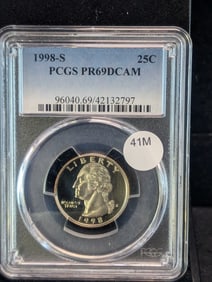 1998-S 25C
PCGS PR69DCAM
96040.69/42132797
41M
LIBERTY
1998